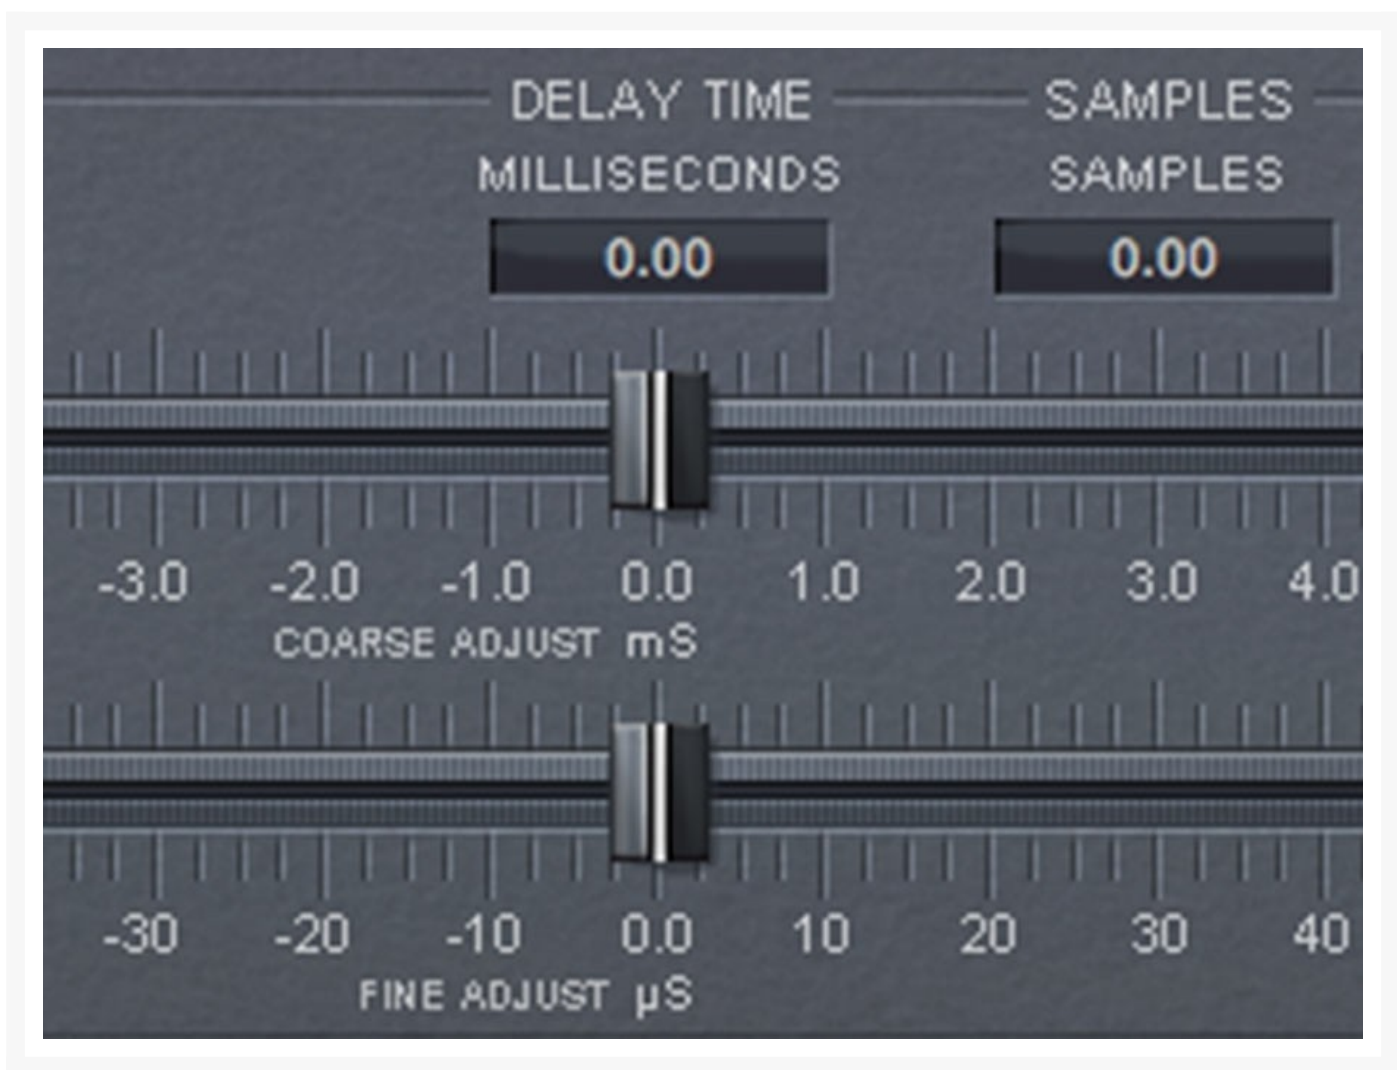 DELAY TIME SAMPLES
MILLISECONDS SAMPLES
0.00 0.00
-3.0 -2.0 -1.0 0.0 1.0 2.0 3.0 4.0
COARSE ADJUST mS
-30 -20 -10 0.0 10 20 30 40
FINE ADJUST µS